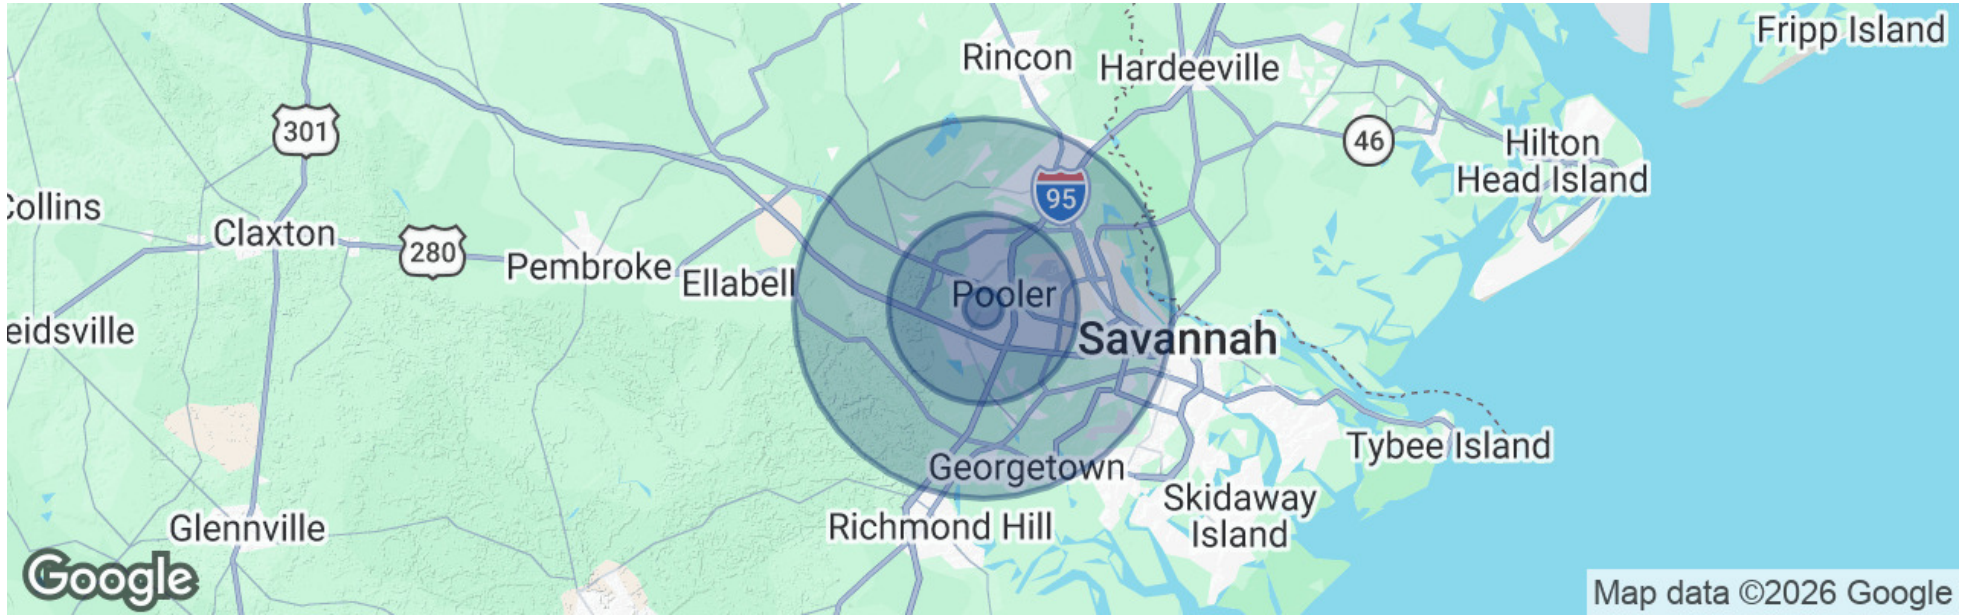 Fripp Island
Rincon
Hardeeville
301
46
Hilton
Head Island
95
Collins
Claxton
280
Pembroke
Ellabell
Pooler
eidsville
Savannah
Tybee Island
Georgetown
Skidaway
Island
Glennville
Richmond Hill
Google
Map data ©2026 Google